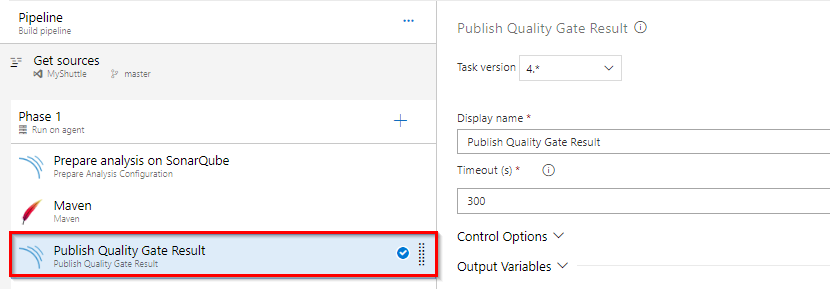 Pipeline
Build pipeline
...
Get sources
MyShuttle master
Phase 1
Run on agent
Prepare analysis on SonarQube
Prepare Analysis Configuration
Maven
Maven
Publish Quality Gate Result
Publish Quality Gate Result
Publish Quality Gate Result
Task version 4.*
Display name *
Publish Quality Gate Result
Timeout (s) *
300
Control Options
Output Variables